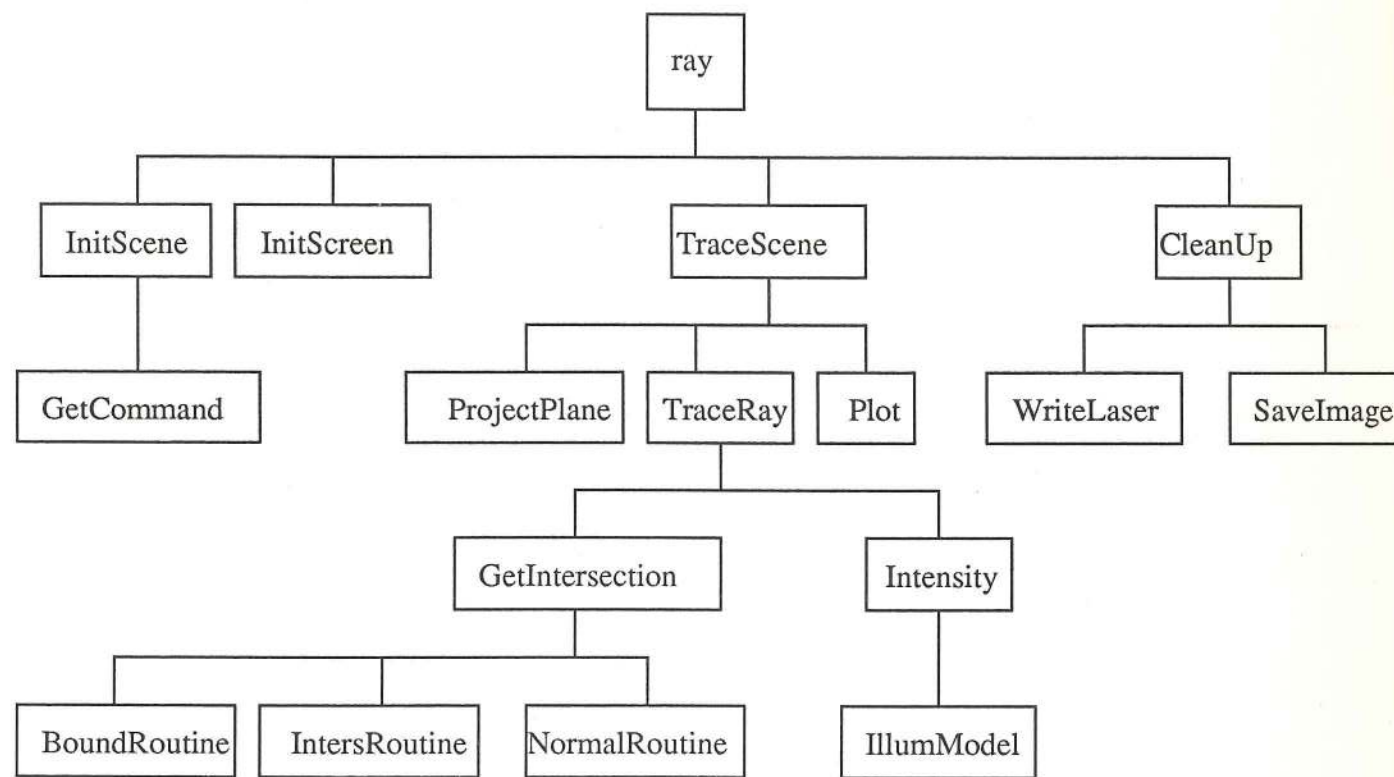 ray
InitScene
InitScreen
TraceScene
CleanUp
GetCommand
ProjectPlane
TraceRay
Plot
WriteLaser
SaveImage
GetIntersection
Intensity
BoundRoutine
IntersRoutine
NormalRoutine
IllumModel